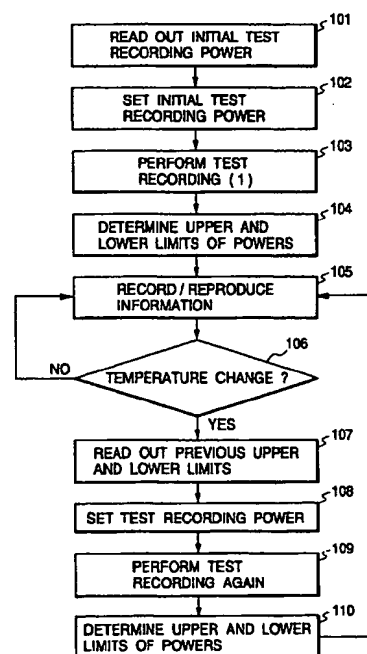 101
READ OUT INITIAL TEST
RECORDING POWER
102
SET INITIAL TEST
RECORDING POWER
103
PERFORM TEST
RECORDING (1)
104
DETERMINE UPPER AND
LOWER LIMITS OF POWERS
105
RECORD/REPRODUCE
INFORMATION
106
TEMPERATURE CHANGE ?
NO
YES
107
READ OUT PREVIOUS UPPER
AND LOWER LIMITS
108
SET TEST RECORDING POWER
109
PERFORM TEST
RECORDING AGAIN
110
DETERMINE UPPER AND LOWER
LIMITS OF POWERS